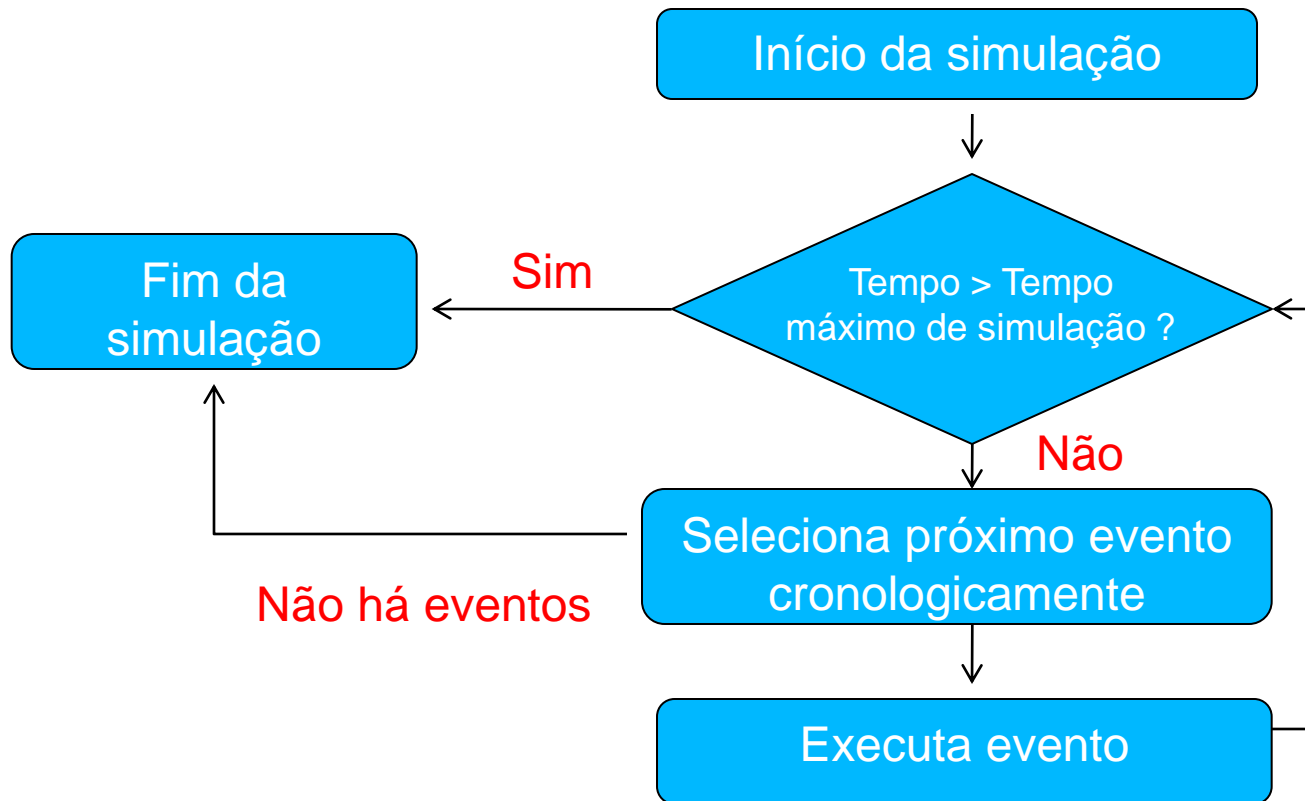 Início da simulação
Tempo > Tempo
máximo de simulação ?
Sim
Fim da
simulação
Não
Seleciona próximo evento
cronologicamente
Não há eventos
Executa evento